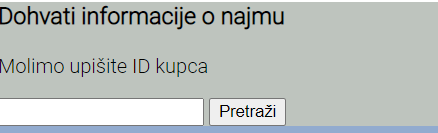 Dohvati informacije o najmu
Molimo upišite ID kupca
Pretraži